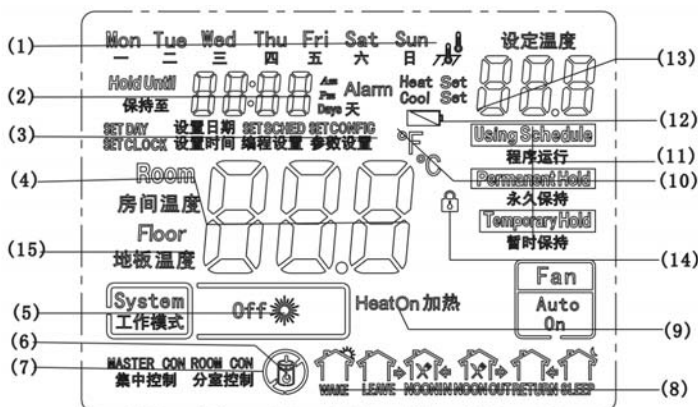 Mon Tue Wed Thu Fri Sat Sun
一 二 三 四 五 六 日
设定温度
(1)
(13)
Hold Until 88:88 Am Pm Days 天 Alarm Heat Set Cool Set 88.8
保持至
(2)
(12)
SET DAY 设置日期 SET SCHED SET CONFIG
SET CLOCK 设置时间 编程设置 参数设置
(3)
°F
°C
Using Schedule
程序运行
(11)
(10)
Permanent Hold
永久保持
Temporary Hold
暂时保持
(14)
(4)
Room
房间温度
88.8
Floor
地板温度
(15)
System
工作模式
Off
(5)
HeatOn 加热
(9)
Fan
Auto
On
(6)
(7)
MASTER CON ROOM CON
集中控制 分室控制
WAKE LEAVE NOONIN NOON OUT RETURN SLEEP
(8)